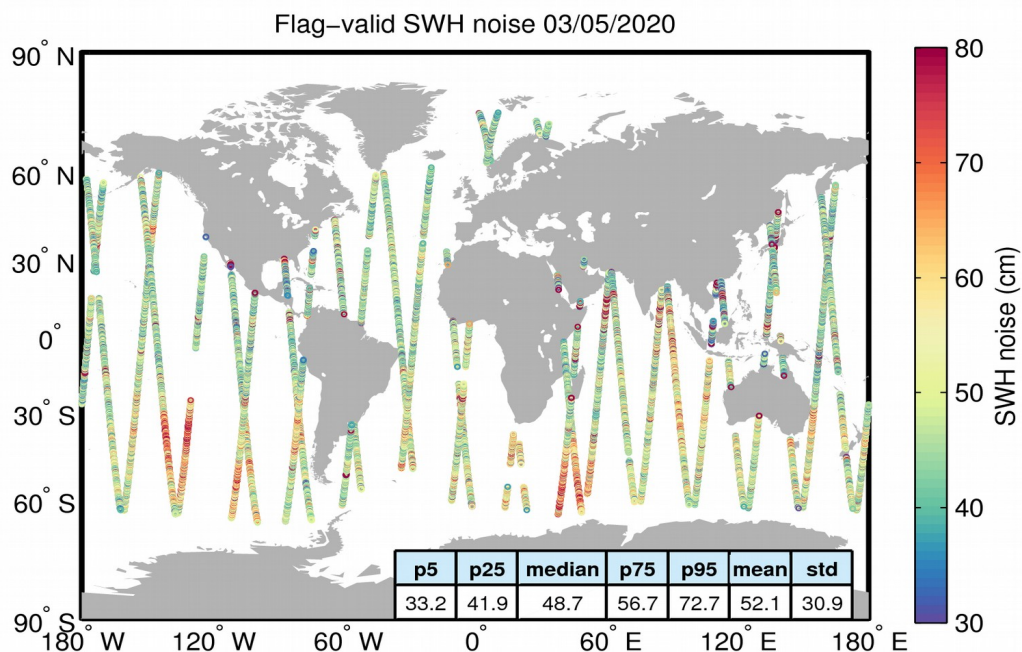 Flag−valid SWH noise 03/05/2020
90° N
60° N
30° N
0°
30° S
60° S
90° S
180° W
120° W
60° W
0°
60° E
120° E
180° E
p5 p25 median p75 p95 mean std
33.2 41.9 48.7 56.7 72.7 52.1 30.9
80
70
60
50
40
30
SWH noise (cm)